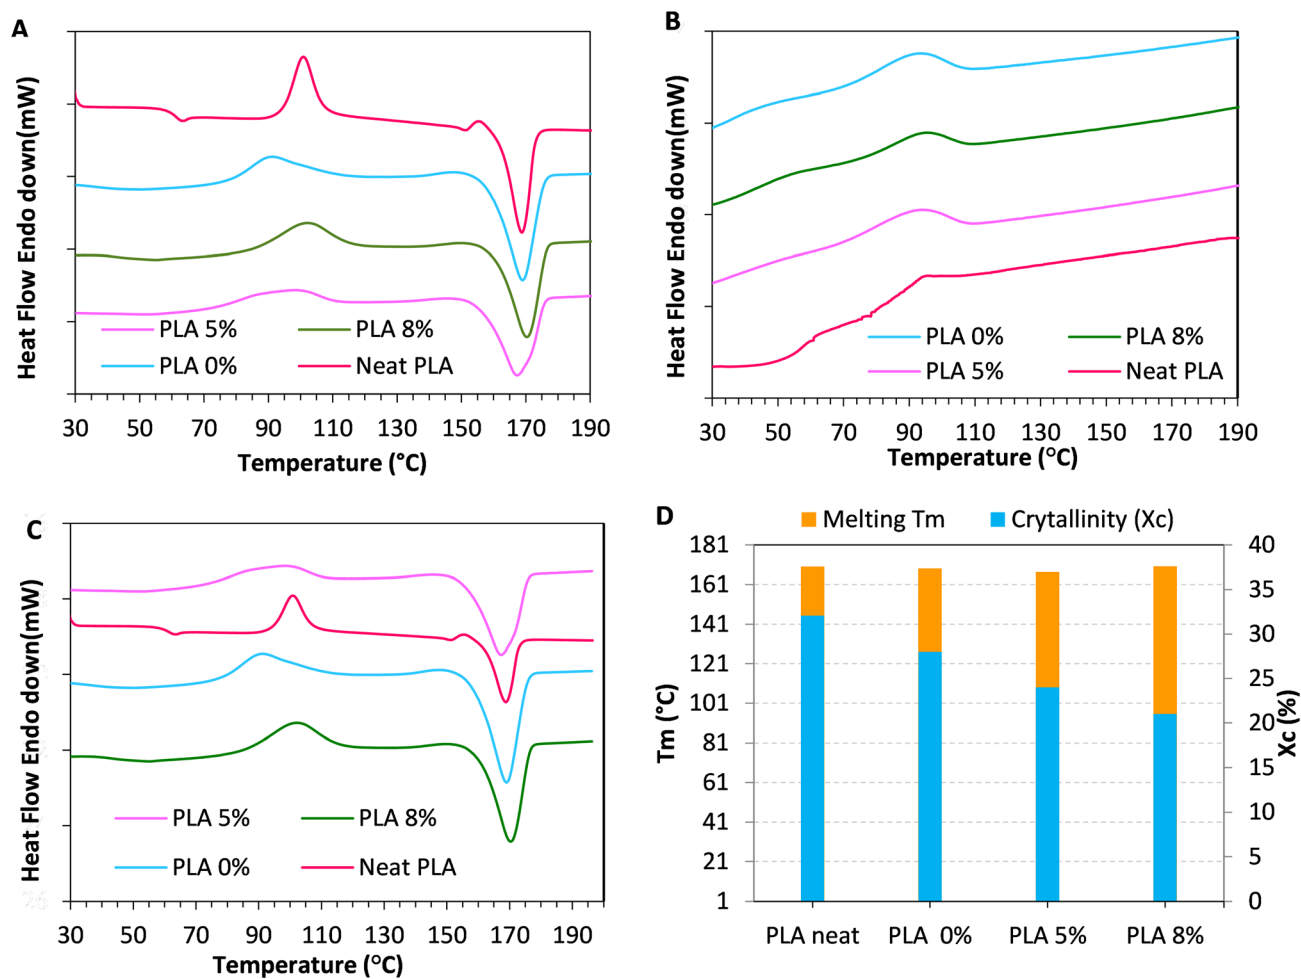 A
Heat Flow Endo down(mW)
PLA 5%
PLA 8%
PLA 0%
Neat PLA
30 50 70 90 110 130 150 170 190
Temperature (°C)
B
Heat Flow Endo down(mW)
PLA 0%
PLA 8%
PLA 5%
Neat PLA
30 50 70 90 110 130 150 170 190
Temperature (°C)
C
Heat Flow Endo down(mW)
PLA 5%
PLA 8%
PLA 0%
Neat PLA
30 50 70 90 110 130 150 170 190
Temperature (°C)
D
Melting Tm
Crytallinity (Xc)
Tm (°C)
181
161
141
121
101
81
61
41
21
1
40
35
30
25
20
15
10
5
0
Xc (%)
PLA neat PLA 0% PLA 5% PLA 8%